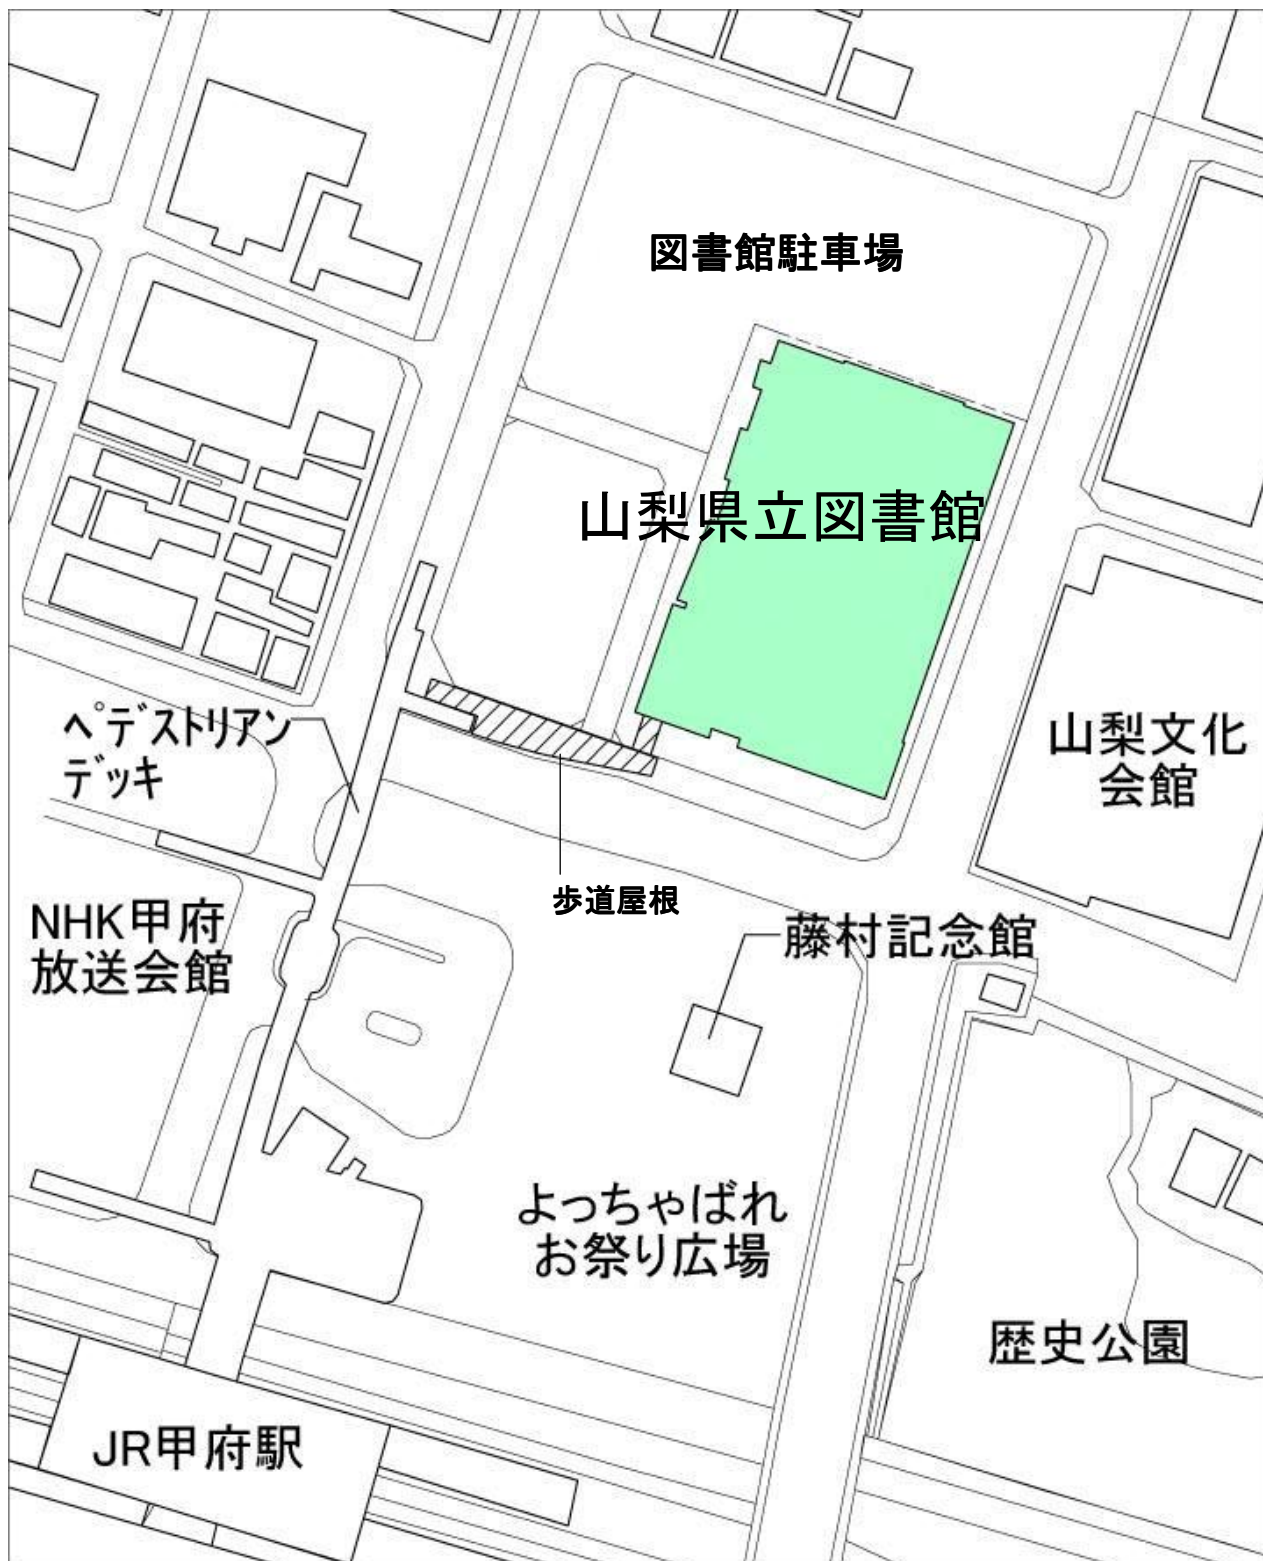 図書館駐車場
山梨県立図書館
ペデストリアン
デッキ
山梨文化
会館
歩道屋根
NHK甲府
放送会館
藤村記念館
よっちゃばれ
お祭り広場
歴史公園
JR甲府駅